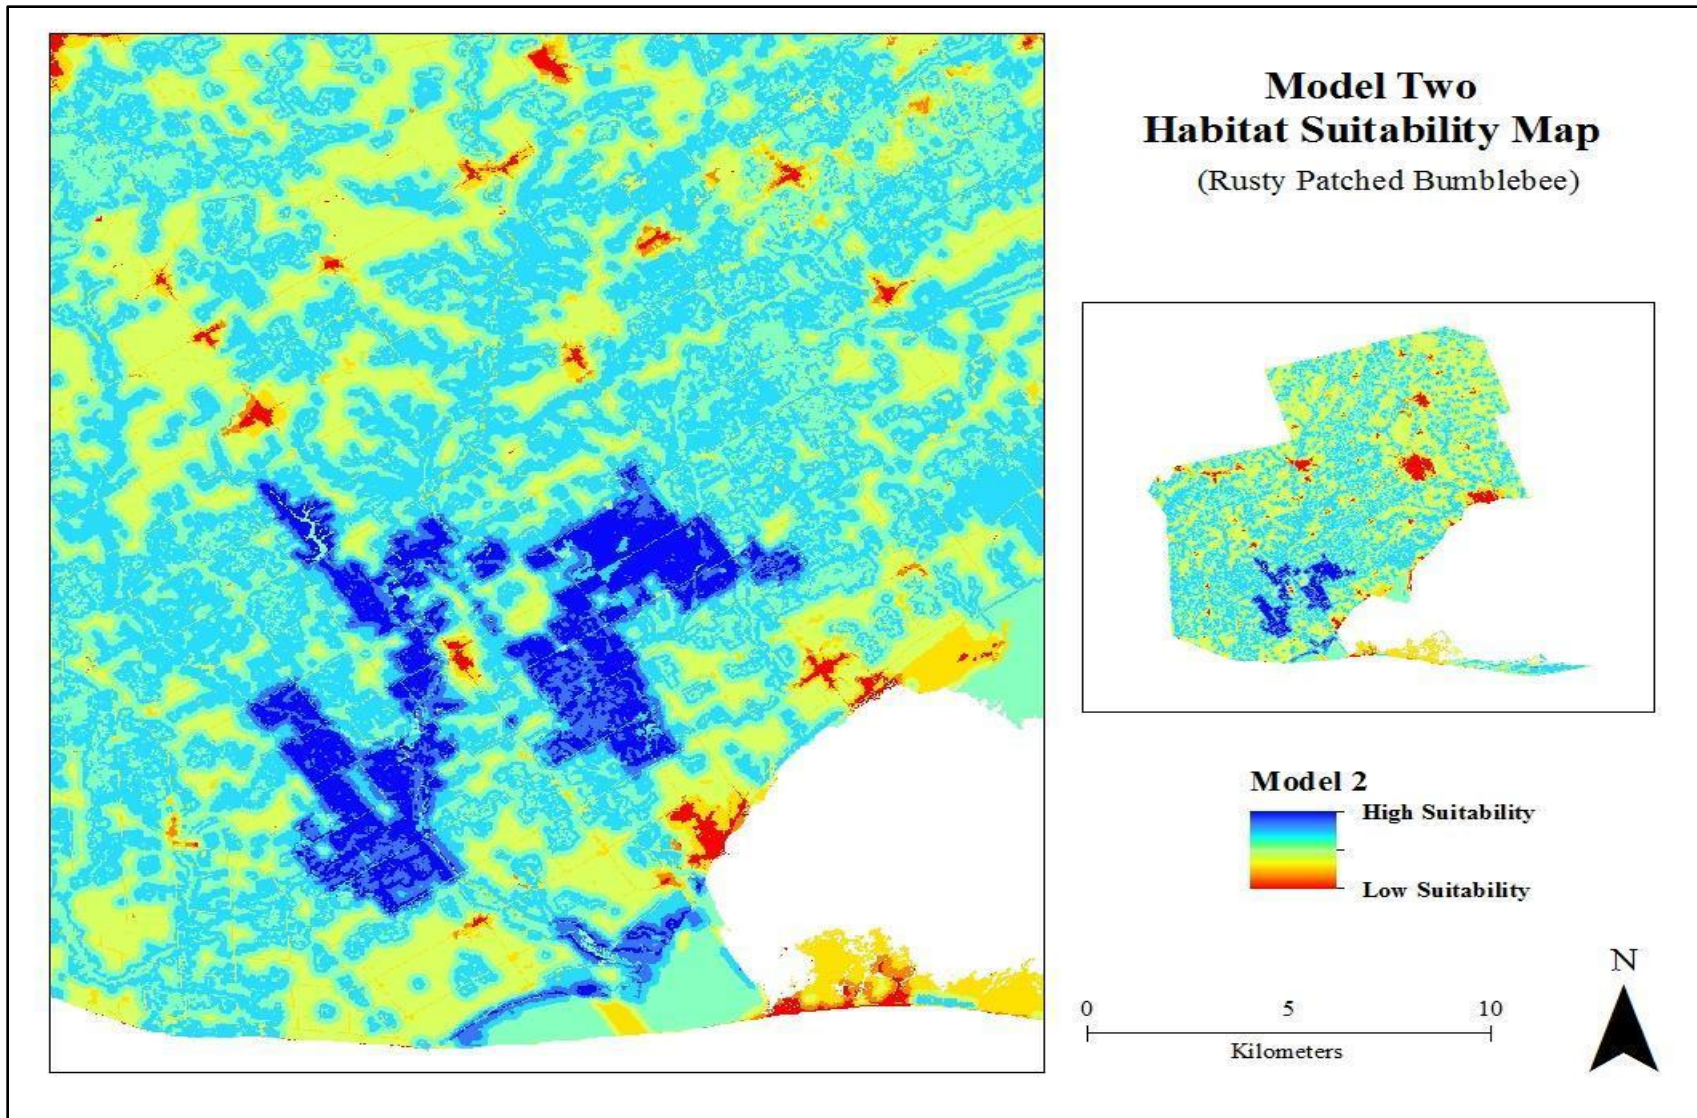 Model Two
Habitat Suitability Map
(Rusty Patched Bumblebee)
Model 2
High Suitability
Low Suitability
N
0 5 10
Kilometers